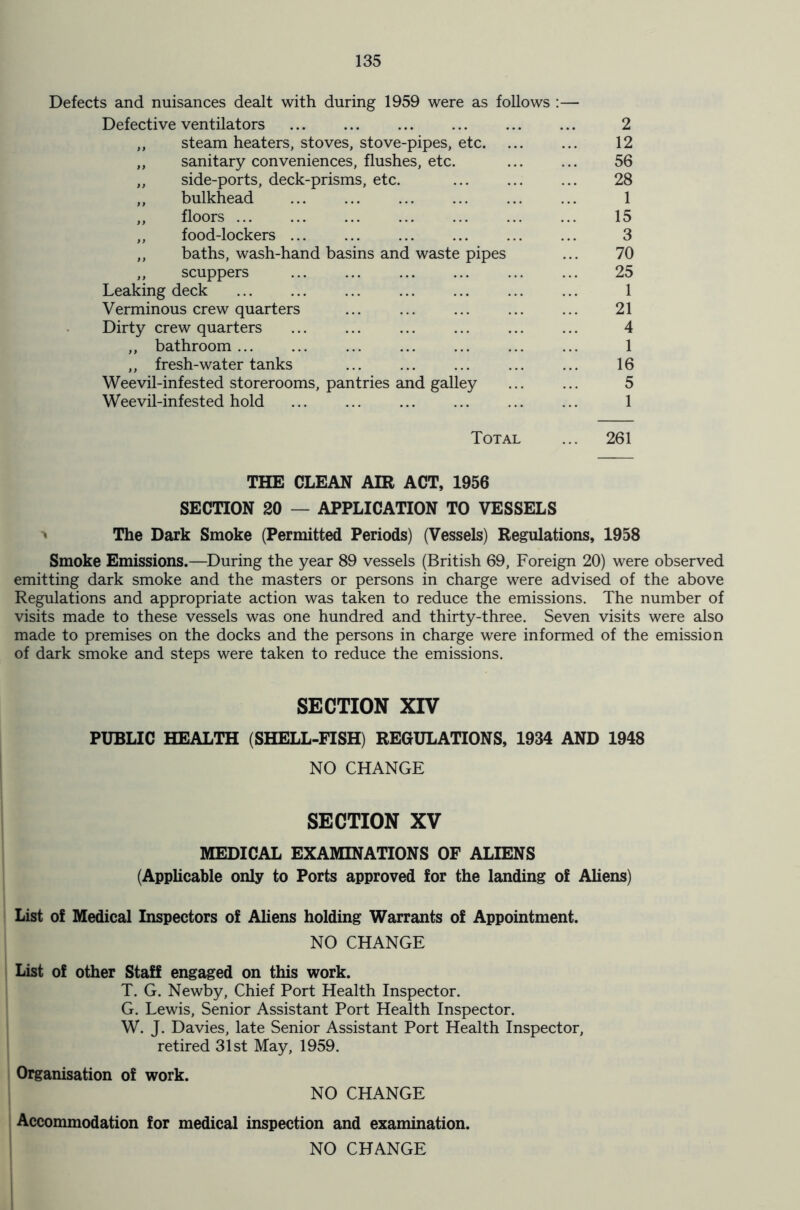 135
Defects and nuisances dealt with during 1959 were as follows :—
Defective ventilators ... ... ... ... ... ... 2
,, steam heaters, stoves, stove-pipes, etc. ... ... 12
,, sanitary conveniences, flushes, etc. ... ... 56
,, side-ports, deck-prisms, etc. ... ... ... 28
,, bulkhead ... ... ... ... ... ... 1
,, floors ... ... ... ... ... ... ... 15
,, food-lockers ... ... ... ... ... ... 3
,, baths, wash-hand basins and waste pipes ... 70
,, scuppers ... ... ... ... ... ... 25
Leaking deck ... ... ... ... ... ... ... 1
Verminous crew quarters ... ... ... ... ... 21
Dirty crew quarters ... ... ... ... ... ... 4
,, bathroom ... ... ... ... ... ... ... 1
,, fresh-water tanks ... ... ... ... ... 16
Weevil-infested storerooms, pantries and galley ... ... 5
Weevil-infested hold ... ... ... ... ... ... 1
Total ... 261
THE CLEAN AIR ACT, 1956
SECTION 20 — APPLICATION TO VESSELS
The Dark Smoke (Permitted Periods) (Vessels) Regulations, 1958
Smoke Emissions.—During the year 89 vessels (British 69, Foreign 20) were observed
emitting dark smoke and the masters or persons in charge were advised of the above
Regulations and appropriate action was taken to reduce the emissions. The number of
visits made to these vessels was one hundred and thirty-three. Seven visits were also
made to premises on the docks and the persons in charge were informed of the emission
of dark smoke and steps were taken to reduce the emissions.
SECTION XIV
PUBLIC HEALTH (SHELL-FISH) REGULATIONS, 1934 AND 1948
NO CHANGE
SECTION XV
MEDICAL EXAMINATIONS OF ALIENS
(Applicable only to Ports approved for the landing of Aliens)
List of Medical Inspectors of Aliens holding Warrants of Appointment.
NO CHANGE
List of other Staff engaged on this work.
T. G. Newby, Chief Port Health Inspector.
G. Lewis, Senior Assistant Port Health Inspector.
W. J. Davies, late Senior Assistant Port Health Inspector,
retired 31st May, 1959.
Organisation of work.
NO CHANGE
Accommodation for medical inspection and examination.
NO CHANGE